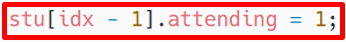 stu[idx - 1].attending = 1;